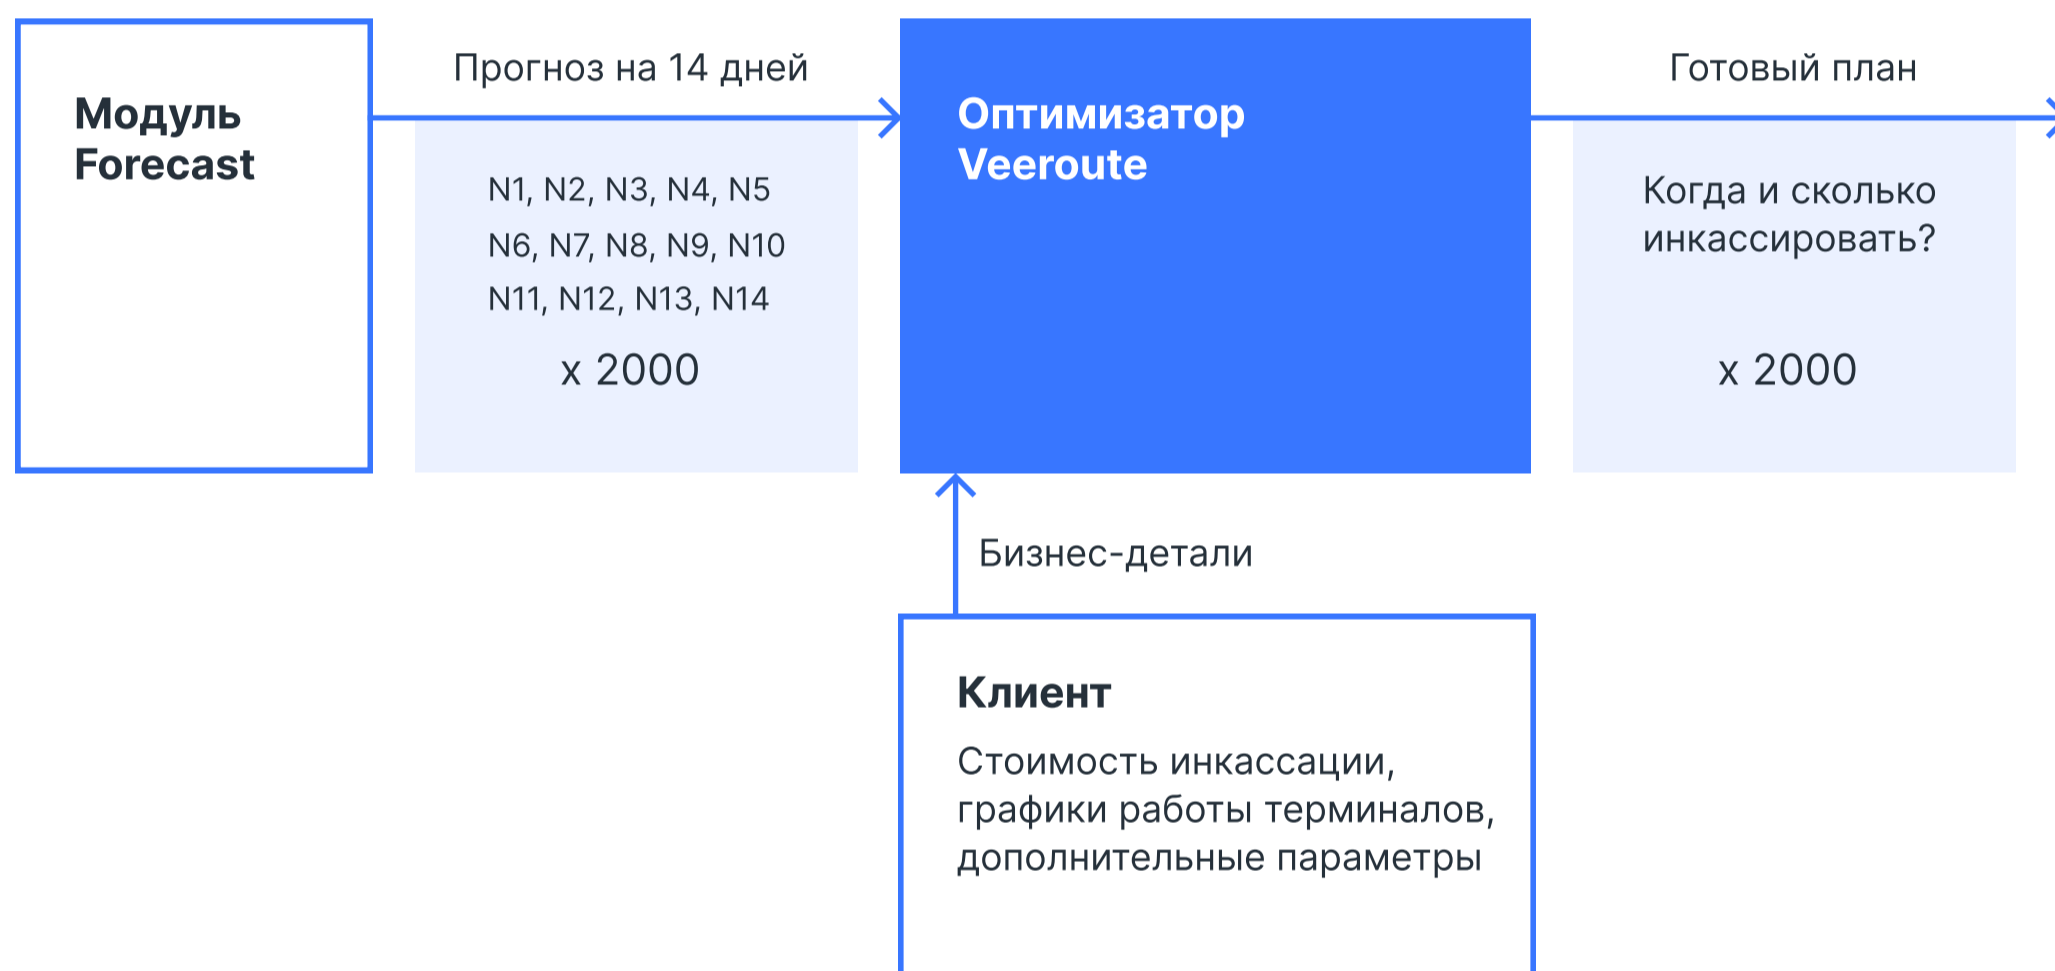 Модуль
Forecast
Прогноз на 14 дней
N1, N2, N3, N4, N5
N6, N7, N8, N9, N10
N11, N12, N13, N14
x 2000
Оптимизатор
Veeroute
Готовый план
Когда и сколько
инкассировать?
x 2000
Бизнес-детали
Клиент
Стоимость инкассации,
графики работы терминалов,
дополнительные параметры